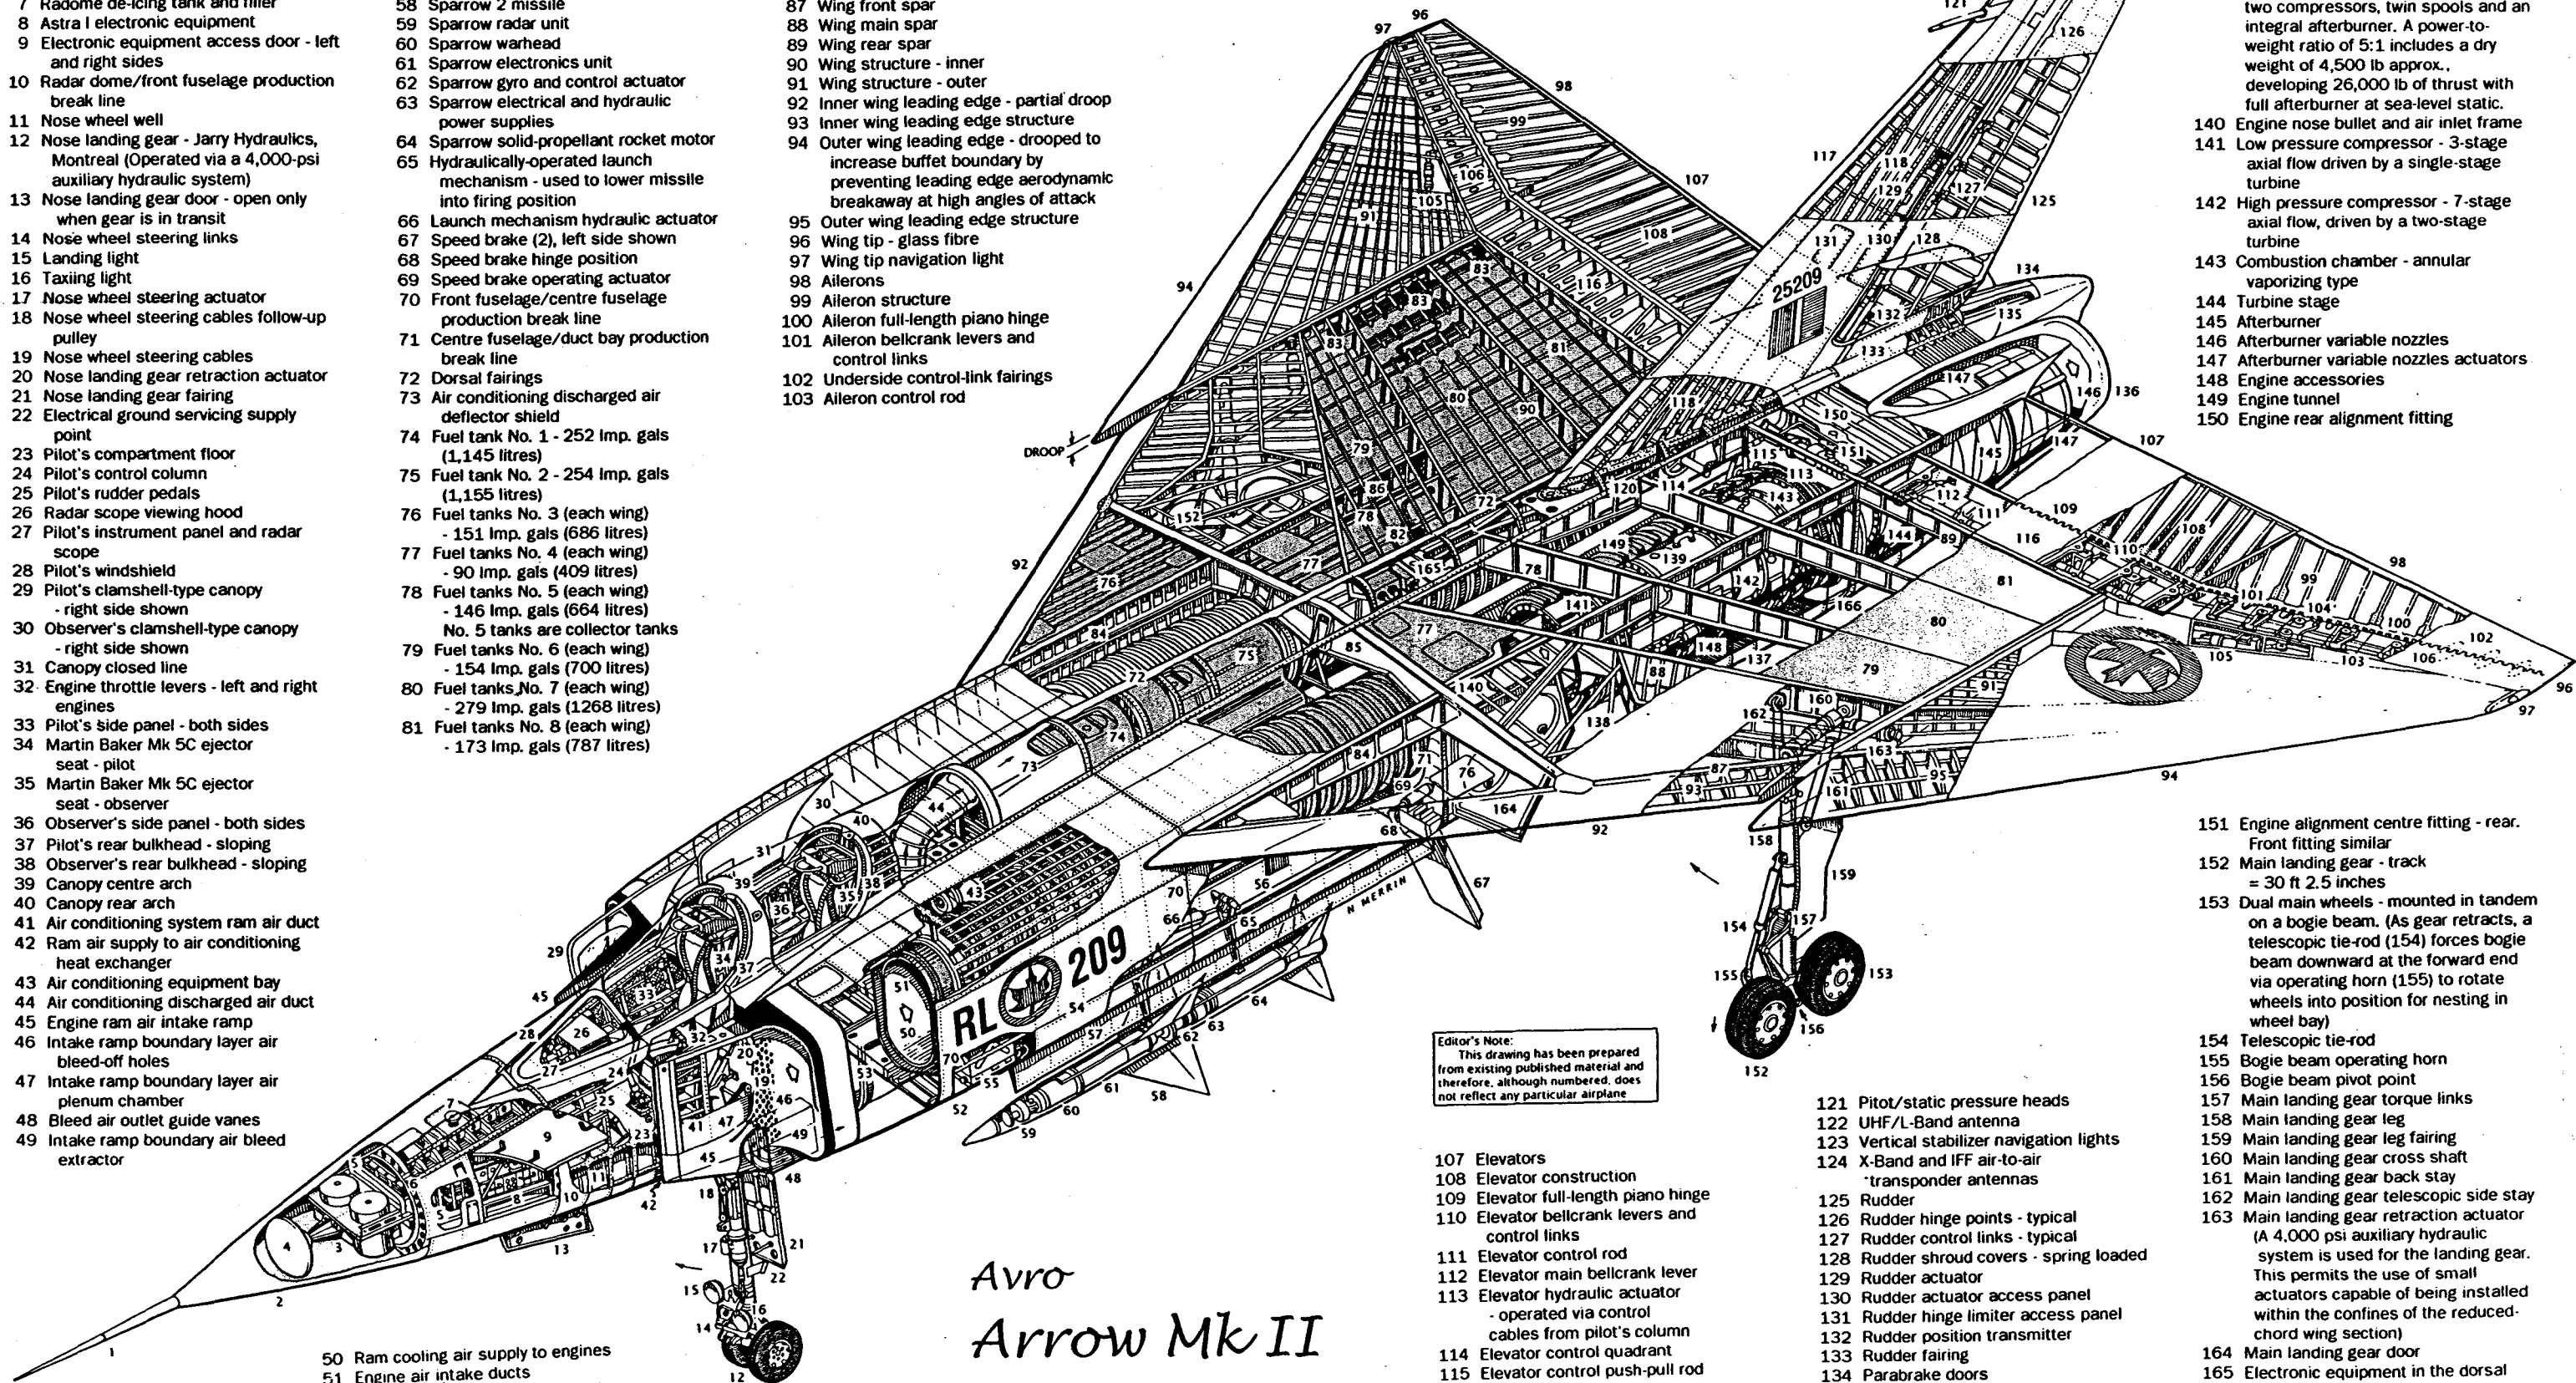 7 Radome de-icing tank and filler
8 Astra I electronic equipment
9 Electronic equipment access door - left
and right sides
10 Radar dome/front fuselage production
break line
11 Nose wheel well
12 Nose landing gear - Jarry Hydraulics,
Montreal (Operated via a 4,000-psi
auxiliary hydraulic system)
13 Nose landing gear door - open only
when gear is in transit
14 Nose wheel steering links
15 Landing light
16 Taxiing light
17 Nose wheel steering actuator
18 Nose wheel steering cables follow-up
pulley
19 Nose wheel steering cables
20 Nose landing gear retraction actuator
21 Nose landing gear fairing
22 Electrical ground servicing supply
point
23 Pilot's compartment floor
24 Pilot's control column
25 Pilot's rudder pedals
26 Radar scope viewing hood
27 Pilot's instrument panel and radar
scope
28 Pilot's windshield
29 Pilot's clamshell-type canopy
- right side shown
30 Observer's clamshell-type canopy
- right side shown
31 Canopy closed line
32 Engine throttle levers - left and right
engines
33 Pilot's side panel - both sides
34 Martin Baker Mk 5C ejector
seat - pilot
35 Martin Baker Mk 5C ejector
seat - observer
36 Observer's side panel - both sides
37 Pilot's rear bulkhead - sloping
38 Observer's rear bulkhead - sloping
39 Canopy centre arch
40 Canopy rear arch
41 Air conditioning system ram air duct
42 Ram air supply to air conditioning
heat exchanger
43 Air conditioning equipment bay
44 Air conditioning discharged air duct
45 Engine ram air intake ramp
46 Intake ramp boundary layer air
bleed-off holes
47 Intake ramp boundary layer air
plenum chamber
48 Bleed air outlet guide vanes
49 Intake ramp boundary air bleed
extractor
50 Ram cooling air supply to engines
51 Engine air intake ducts
58 Sparrow 2 missile
59 Sparrow radar unit
60 Sparrow warhead
61 Sparrow electronics unit
62 Sparrow gyro and control actuator
63 Sparrow electrical and hydraulic
power supplies
64 Sparrow solid-propellant rocket motor
65 Hydraulically-operated launch
mechanism - used to lower missile
into firing position
66 Launch mechanism hydraulic actuator
67 Speed brake (2), left side shown
68 Speed brake hinge position
69 Speed brake operating actuator
70 Front fuselage/centre fuselage
production break line
71 Centre fuselage/duct bay production
break line
72 Dorsal fairings
73 Air conditioning discharged air
deflector shield
74 Fuel tank No. 1 - 252 Imp. gals
(1,145 litres)
75 Fuel tank No. 2 - 254 Imp. gals
(1,155 litres)
76 Fuel tanks No. 3 (each wing)
- 151 Imp. gals (686 litres)
77 Fuel tanks No. 4 (each wing)
- 90 Imp. gals (409 litres)
78 Fuel tanks No. 5 (each wing)
- 146 Imp. gals (664 litres)
No. 5 tanks are collector tanks
79 Fuel tanks No. 6 (each wing)
- 154 Imp. gals (700 litres)
80 Fuel tanks No. 7 (each wing)
- 279 Imp. gals (1268 litres)
81 Fuel tanks No. 8 (each wing)
- 173 Imp. gals (787 litres)
87 Wing front spar
88 Wing main spar
89 Wing rear spar
90 Wing structure - inner
91 Wing structure - outer
92 Inner wing leading edge - partial droop
93 Inner wing leading edge structure
94 Outer wing leading edge - drooped to
increase buffet boundary by
preventing leading edge aerodynamic
breakaway at high angles of attack
95 Outer wing leading edge structure
96 Wing tip - glass fibre
97 Wing tip navigation light
98 Ailerons
99 Aileron structure
100 Aileron full-length piano hinge
101 Aileron bellcrank levers and
control links
102 Underside control-link fairings
103 Aileron control rod
DROOP
25209
RL 209
N MERRIN
Editor's Note:
This drawing has been prepared
from existing published material and
therefore, although numbered, does
not reflect any particular airplane
Avro
Arrow Mk II
107 Elevators
108 Elevator construction
109 Elevator full-length piano hinge
110 Elevator bellcrank levers and
control links
111 Elevator control rod
112 Elevator main bellcrank lever
113 Elevator hydraulic actuator
- operated via control
cables from pilot's column
114 Elevator control quadrant
115 Elevator control push-pull rod
121 Pitot/static pressure heads
122 UHF/L-Band antenna
123 Vertical stabilizer navigation lights
124 X-Band and IFF air-to-air
transponder antennas
125 Rudder
126 Rudder hinge points - typical
127 Rudder control links - typical
128 Rudder shroud covers - spring loaded
129 Rudder actuator
130 Rudder actuator access panel
131 Rudder hinge limiter access panel
132 Rudder position transmitter
133 Rudder fairing
134 Parabrake doors
two compressors, twin spools and an
integral afterburner. A power-to-
weight ratio of 5:1 includes a dry
weight of 4,500 lb approx.,
developing 26,000 lb of thrust with
full afterburner at sea-level static.
140 Engine nose bullet and air inlet frame
141 Low pressure compressor - 3-stage
axial flow driven by a single-stage
turbine
142 High pressure compressor - 7-stage
axial flow, driven by a two-stage
turbine
143 Combustion chamber - annular
vaporizing type
144 Turbine stage
145 Afterburner
146 Afterburner variable nozzles
147 Afterburner variable nozzles actuators
148 Engine accessories
149 Engine tunnel
150 Engine rear alignment fitting
151 Engine alignment centre fitting - rear.
Front fitting similar
152 Main landing gear - track
= 30 ft 2.5 inches
153 Dual main wheels - mounted in tandem
on a bogie beam. (As gear retracts, a
telescopic tie-rod (154) forces bogie
beam downward at the forward end
via operating horn (155) to rotate
wheels into position for nesting in
wheel bay)
154 Telescopic tie-rod
155 Bogie beam operating horn
156 Bogie beam pivot point
157 Main landing gear torque links
158 Main landing gear leg
159 Main landing gear leg fairing
160 Main landing gear cross shaft
161 Main landing gear back stay
162 Main landing gear telescopic side stay
163 Main landing gear retraction actuator
(A 4,000 psi auxiliary hydraulic
system is used for the landing gear.
This permits the use of small
actuators capable of being installed
within the confines of the reduced-
chord wing section)
164 Main landing gear door
165 Electronic equipment in the dorsal